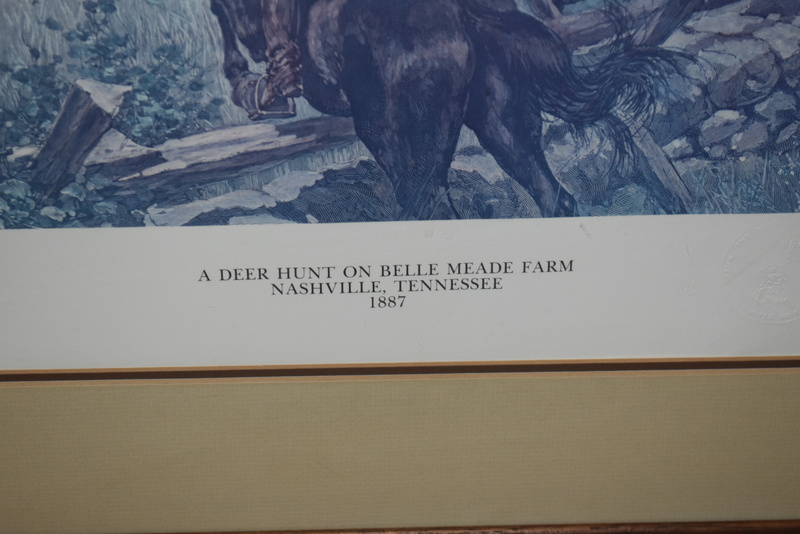 A DEER HUNT ON BELLE MEADE FARM
NASHVILLE, TENNESSEE
1887